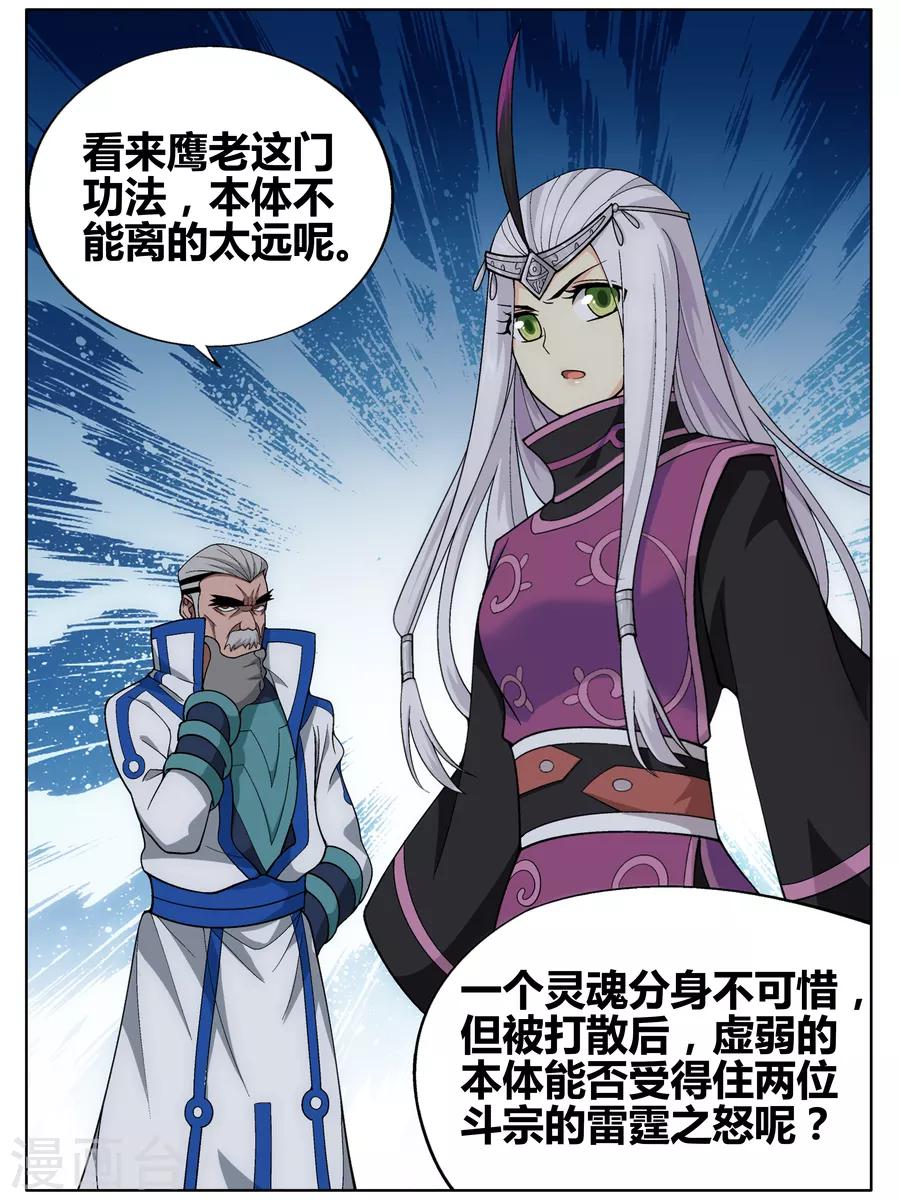 看来鹰老这门
功法，本体不
能离的太远呢。
一个灵魂分身不可惜，
但被打散后，虚弱的
本体能否受得住两位
斗宗的雷霆之怒呢？
漫画台